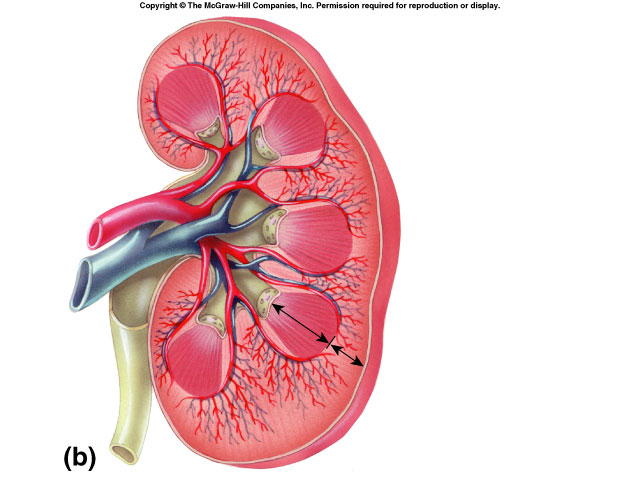 Copyright © The McGraw-Hill Companies, Inc. Permission required for reproduction or display.
(b)